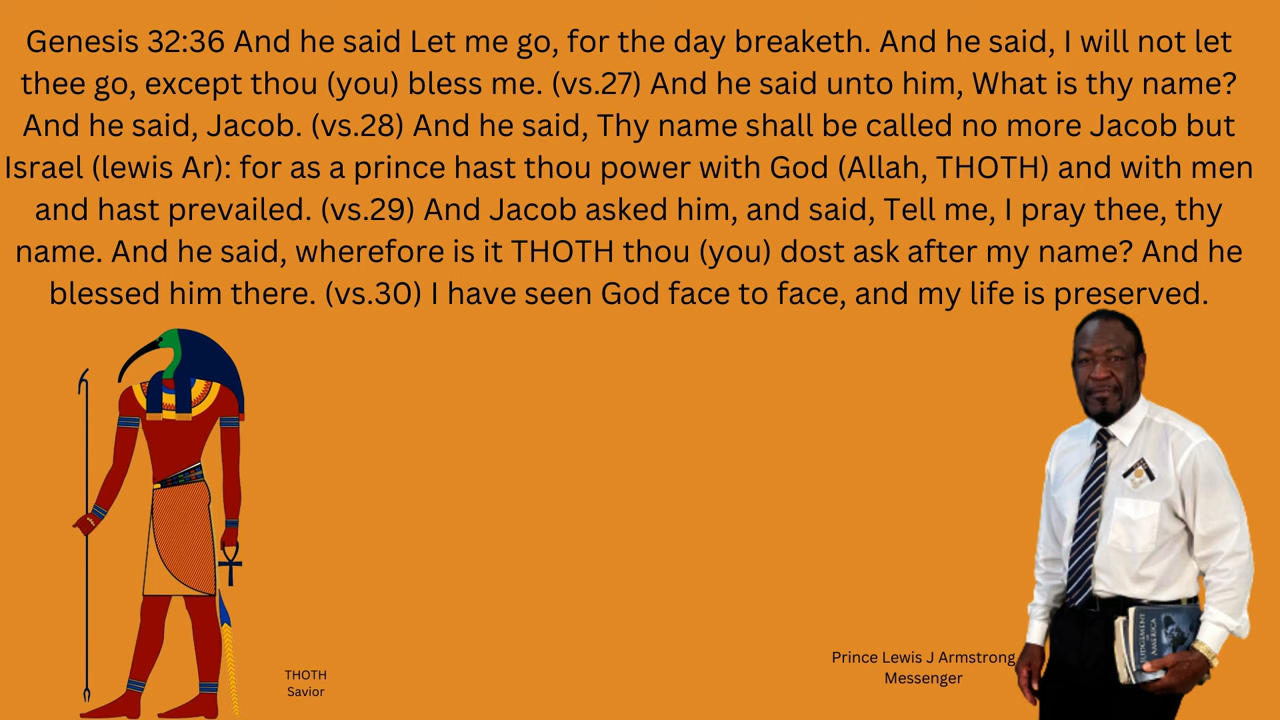 Genesis 32:36 And he said Let me go, for the day breaketh. And he said, I will not let
thee go, except thou (you) bless me. (vs.27) And he said unto him, What is thy name?
And he said, Jacob. (vs.28) And he said, Thy name shall be called no more Jacob but
Israel (lewis Ar): for as a prince hast thou power with God (Allah, THOTH) and with men
and hast prevailed. (vs.29) And Jacob asked him, and said, Tell me, I pray thee, thy
name. And he said, wherefore is it THOTH thou (you) dost ask after my name? And he
blessed him there. (vs.30) I have seen God face to face, and my life is preserved.
THOTH
Savior
Prince Lewis J Armstrong
Messenger
JUDGEMENT
AMERICA